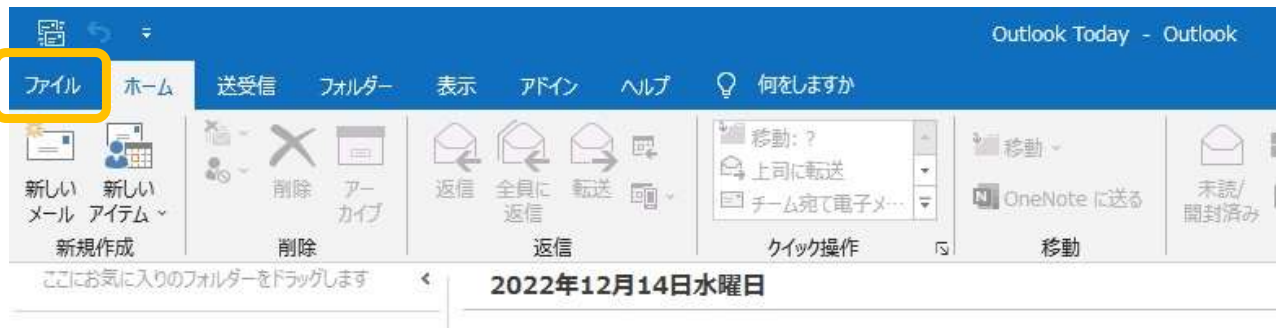 Outlook Today - Outlook
ファイル ホーム 送受信 フォルダー 表示 アドイン ヘルプ 何をしますか
新しい
メール
新しい
アイテム
削除
アー
カイブ
返信
全員に
返信
転送
移動: ?
上司に転送
チーム宛て電子メ…
移動
OneNote に送る
未読/
開封済み
新規作成 削除 返信 クイック操作 移動
ここにお気に入りのフォルダーをドラッグします
2022年12月14日水曜日